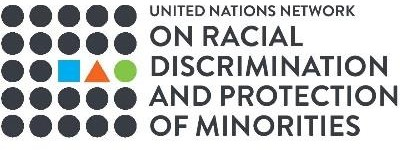 UNITED NATIONS NETWORK
ON RACIAL
DISCRIMINATION
AND PROTECTION
OF MINORITIES